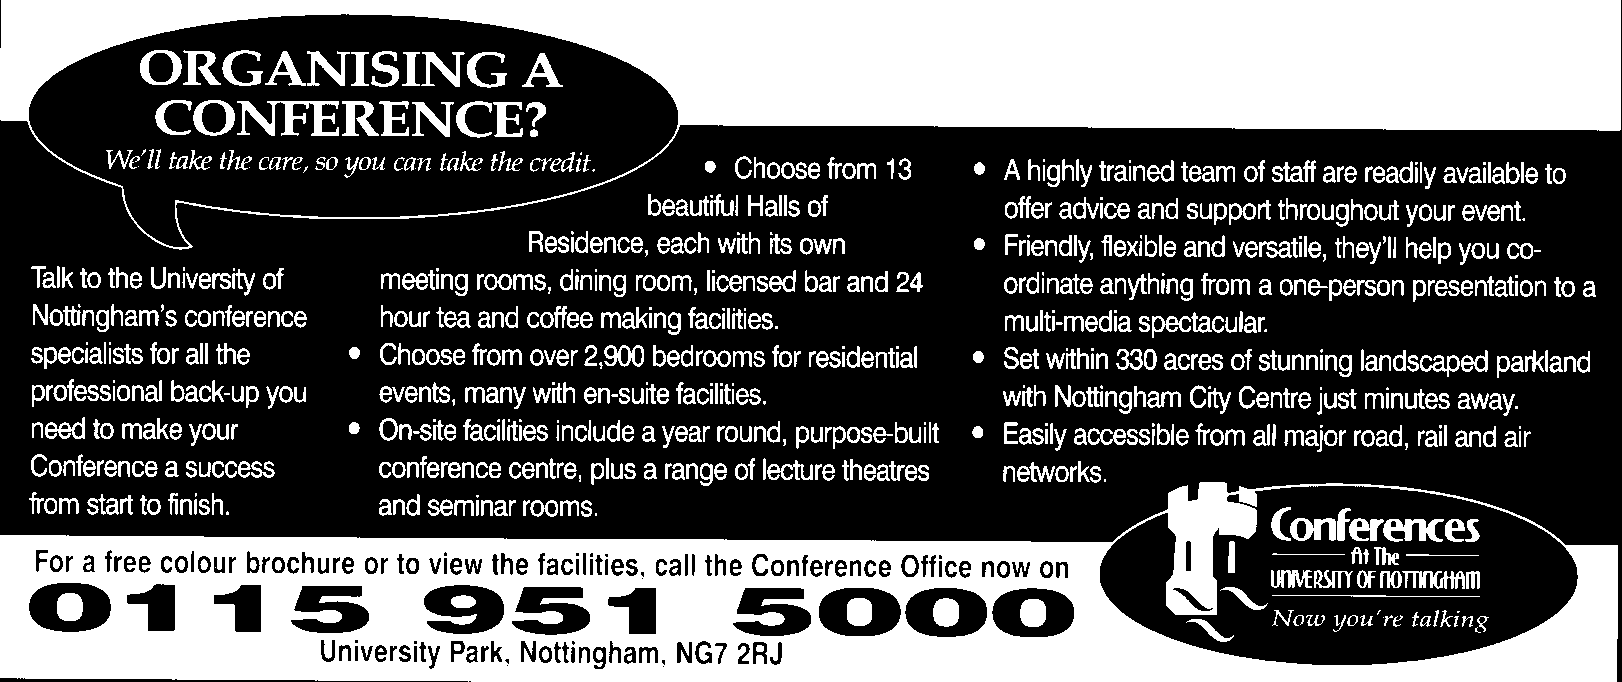 ORGANISING A
CONFERENCE?
We'll take the care, so you can take the credit.
Talk to the University of
Nottingham's conference
specialists for all the
professional back-up you
need to make your
Conference a success
from start to finish.
• Choose from 13
beautiful Halls of
Residence, each with its own
meeting rooms, dining room, licensed bar and 24
hour tea and coffee making facilities.
• Choose from over 2,900 bedrooms for residential
events, many with en-suite facilities.
• On-site facilities include a year round, purpose-built
conference centre, plus a range of lecture theatres
and seminar rooms.
• A highly trained team of staff are readily available to
offer advice and support throughout your event.
• Friendly, flexible and versatile, they'll help you co-
ordinate anything from a one-person presentation to a
multi-media spectacular.
• Set within 330 acres of stunning landscaped parkland
with Nottingham City Centre just minutes away.
• Easily accessible from all major road, rail and air
networks.
For a free colour brochure or to view the facilities, call the Conference Office now on
0115 951 5000
University Park, Nottingham, NG7 2RJ
Conferences
At The
UNIVERSITY OF NOTTINGHAM
Now you're talking